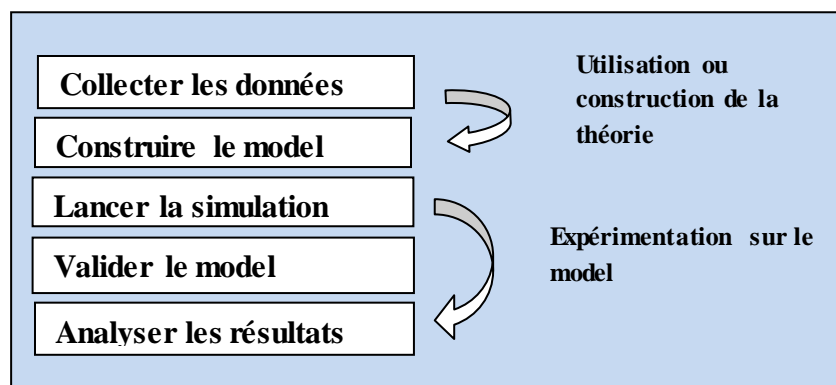 Collecter les données
Construire le model
Lancer la simulation
Valider le model
Analyser les résultats
Utilisation ou
construction de la
théorie
Expérimentation sur le
model